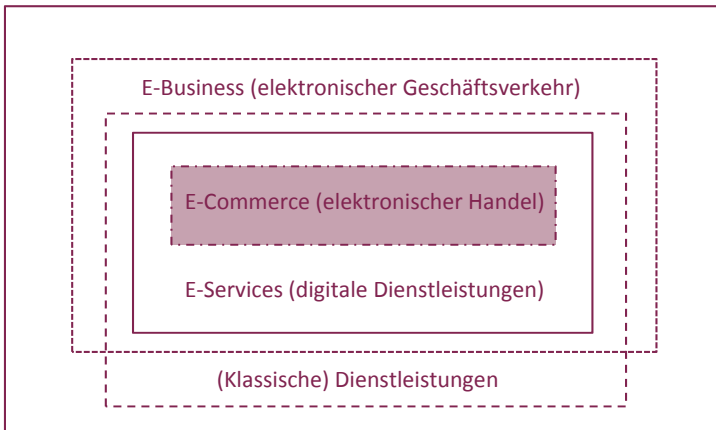 E-Business (elektronischer Geschäftsverkehr)
E-Commerce (elektronischer Handel)
E-Services (digitale Dienstleistungen)
(Klassische) Dienstleistungen